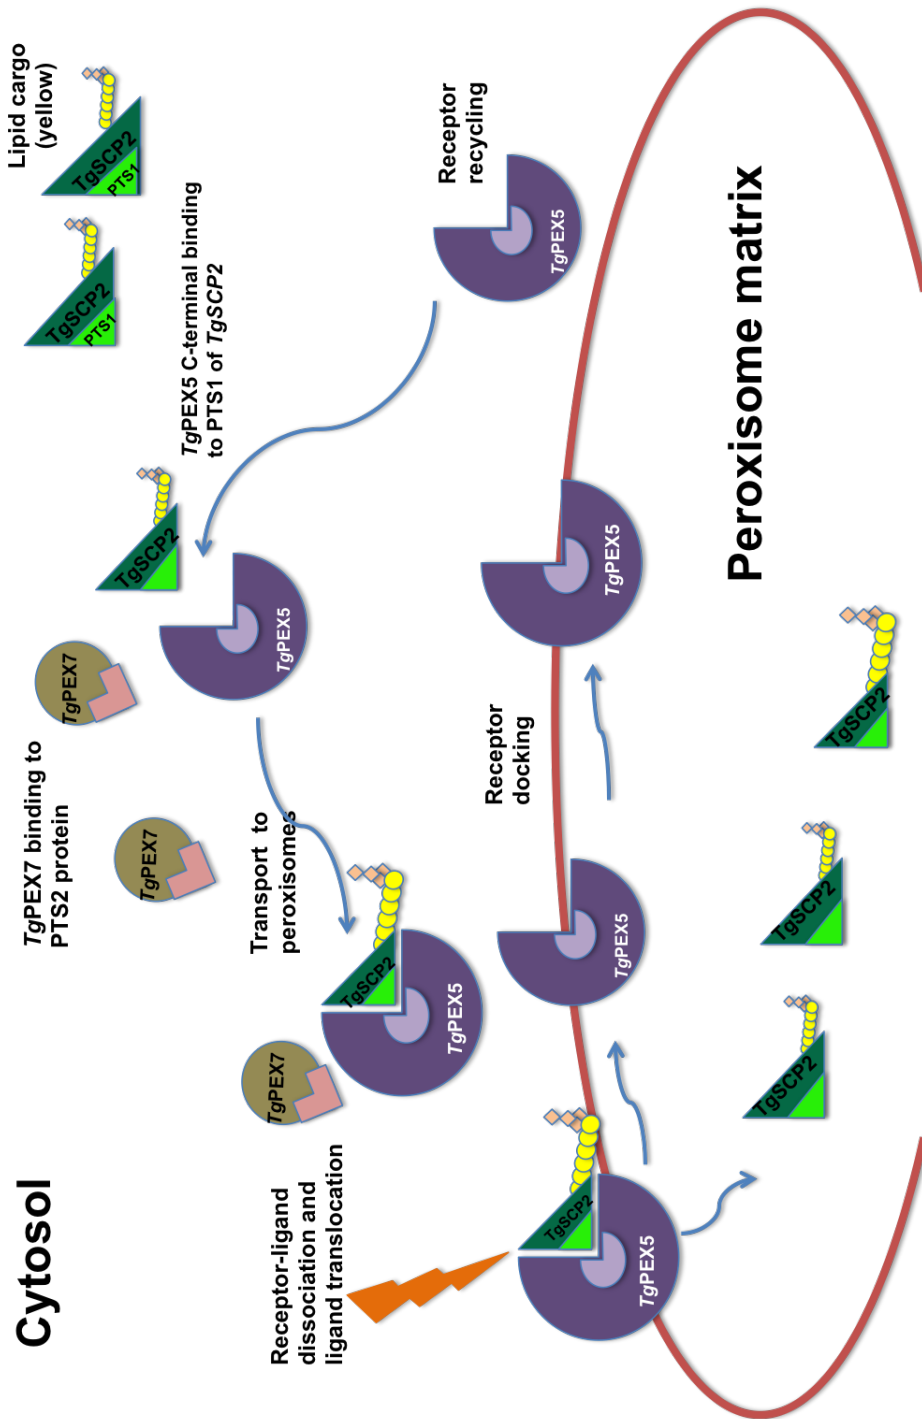 Cytosol
TgPEX7 binding to
PTS2 protein
Lipid cargo
(yellow)
TgSCP2
PTS1
TgSCP2
PTS1
TgPEX7
TgPEX7
TgSCP2
TgPEX5 C-terminal binding
to PTS1 of TgSCP2
TgPEX5
Transport to
peroxisomes
TgPEX7
TgSCP2
TgPEX5
Receptor-ligand
dissociation and
ligand translocation
Receptor
recycling
TgPEX5
Receptor
docking
TgSCP2
TgPEX5
TgPEX5
TgPEX5
Peroxisome matrix
TgSCP2
TgSCP2
TgSCP2